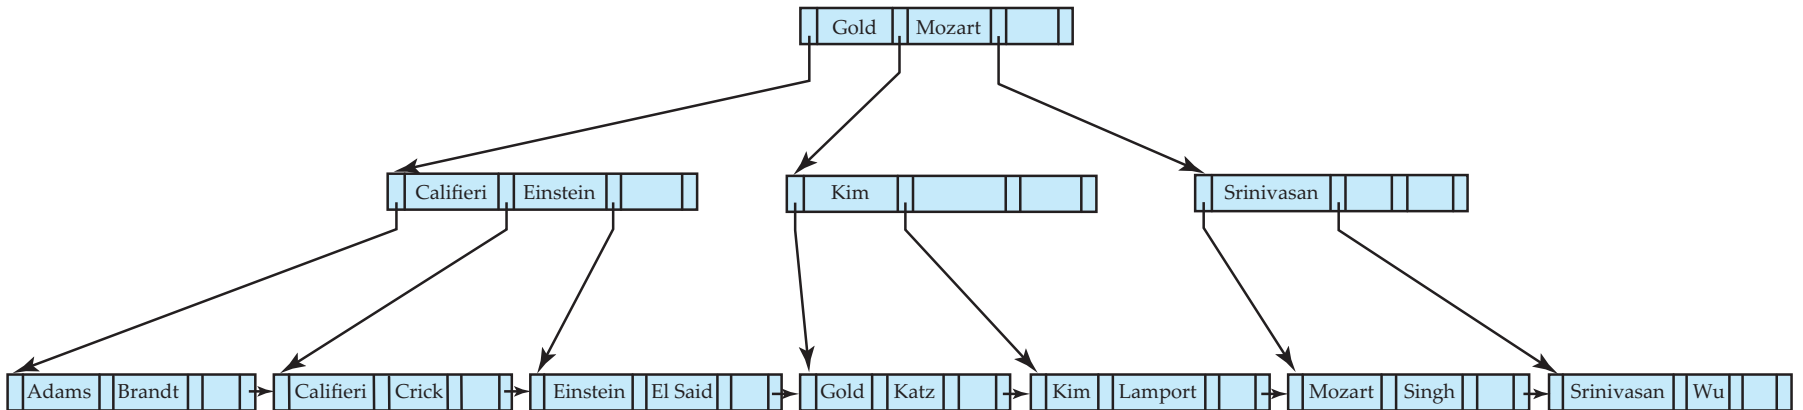 Gold Mozart
Califieri Einstein Kim Srinivasan
Adams Brandt Califieri Crick Einstein El Said Gold Katz Kim Lamport Mozart Singh Srinivasan Wu